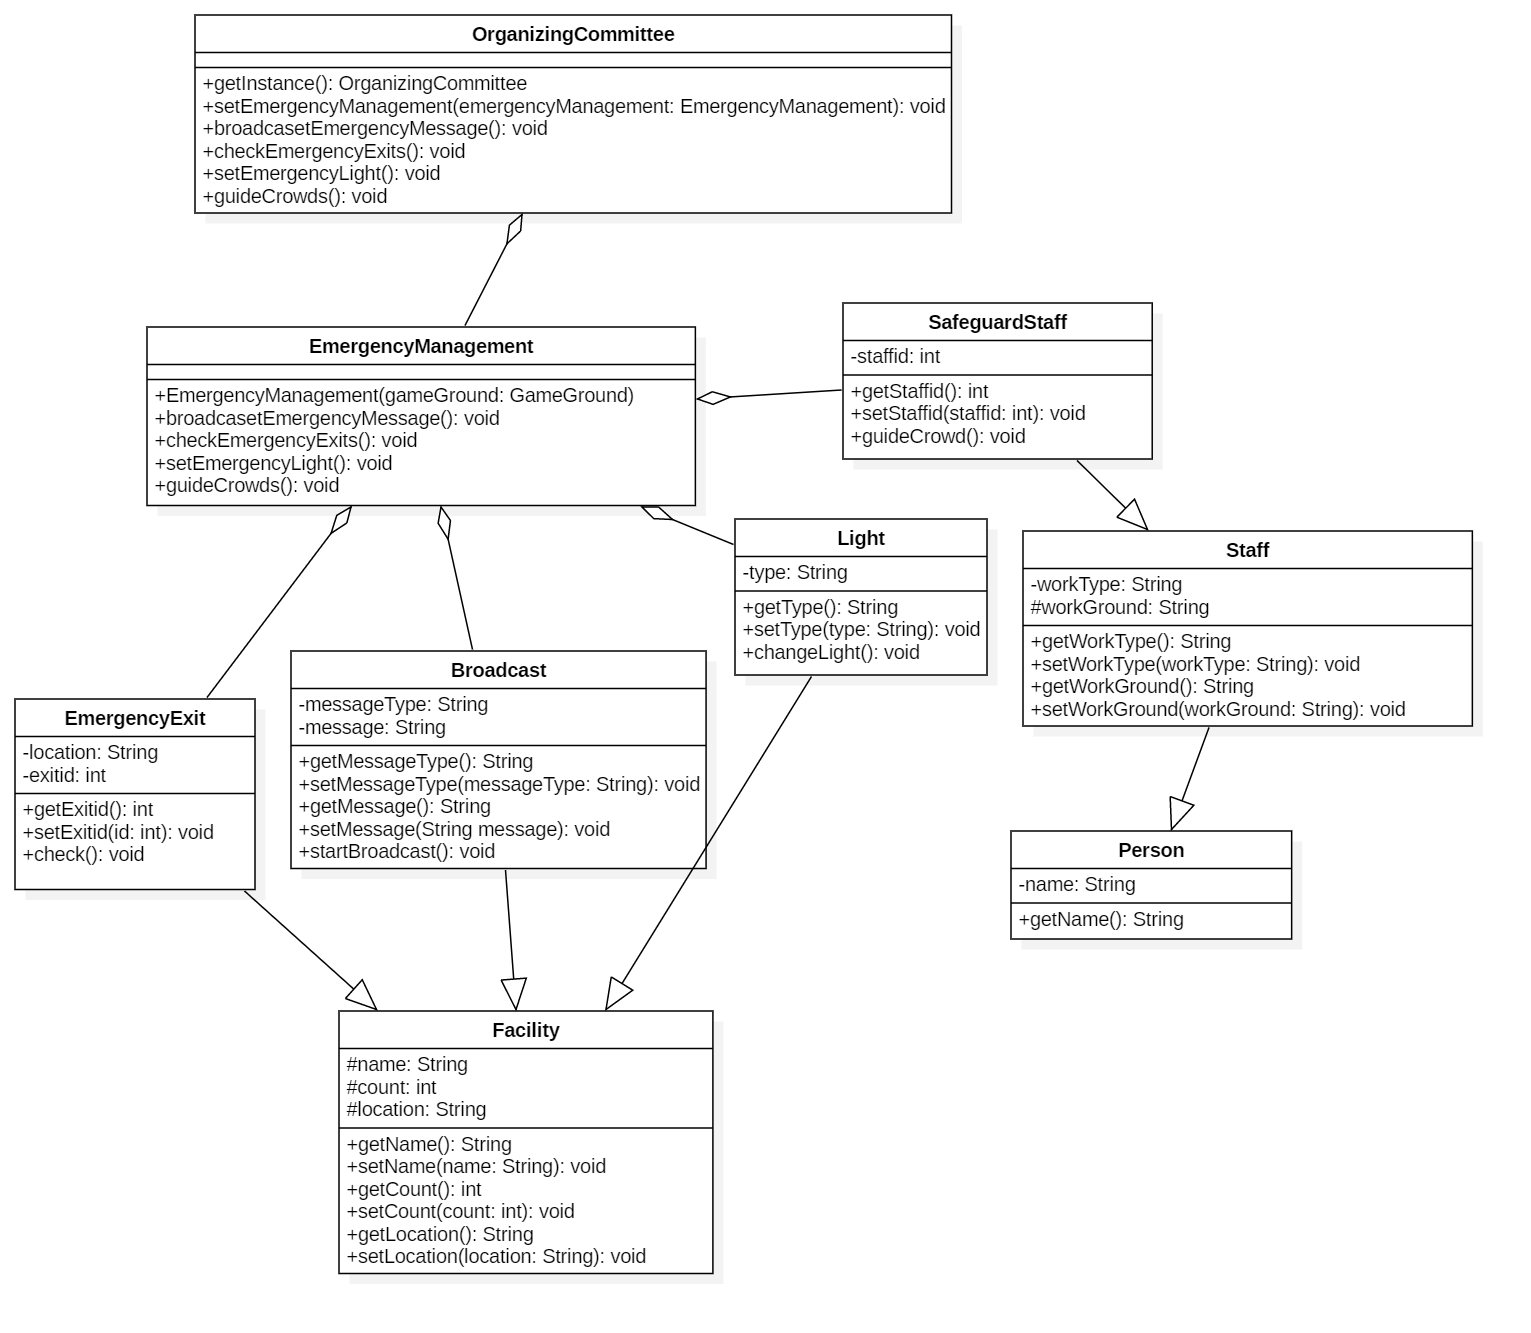 OrganizingCommittee
+getInstance(): OrganizingCommittee
+setEmergencyManagement(emergencyManagement: EmergencyManagement): void
+broadcasetEmergencyMessage(): void
+checkEmergencyExits(): void
+setEmergencyLight(): void
+guideCrowds(): void
EmergencyManagement
+EmergencyManagement(gameGround: GameGround)
+broadcasetEmergencyMessage(): void
+checkEmergencyExits(): void
+setEmergencyLight(): void
+guideCrowds(): void
SafeguardStaff
-staffid: int
+getStaffid(): int
+setStaffid(staffid: int): void
+guideCrowd(): void
Light
-type: String
+getType(): String
+setType(type: String): void
+changeLight(): void
Staff
-workType: String
#workGround: String
+getWorkType(): String
+setWorkType(workType: String): void
+getWorkGround(): String
+setWorkGround(workGround: String): void
EmergencyExit
-location: String
-exitid: int
+getExitid(): int
+setExitid(id: int): void
+check(): void
Broadcast
-messageType: String
-message: String
+getMessageType(): String
+setMessageType(messageType: String): void
+getMessage(): String
+setMessage(String message): void
+startBroadcast(): void
Person
-name: String
+getName(): String
Facility
#name: String
#count: int
#location: String
+getName(): String
+setName(name: String): void
+getCount(): int
+setCount(count: int): void
+getLocation(): String
+setLocation(location: String): void